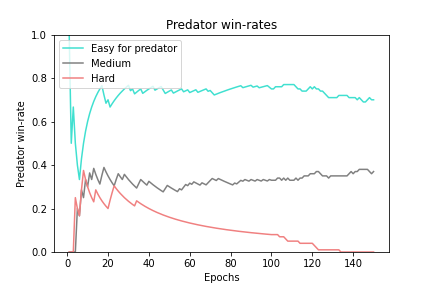 Predator win-rates
Predator win-rate
1.0
0.8
0.6
0.4
0.2
0.0
Easy for predator
Medium
Hard
0 20 40 60 80 100 120 140
Epochs